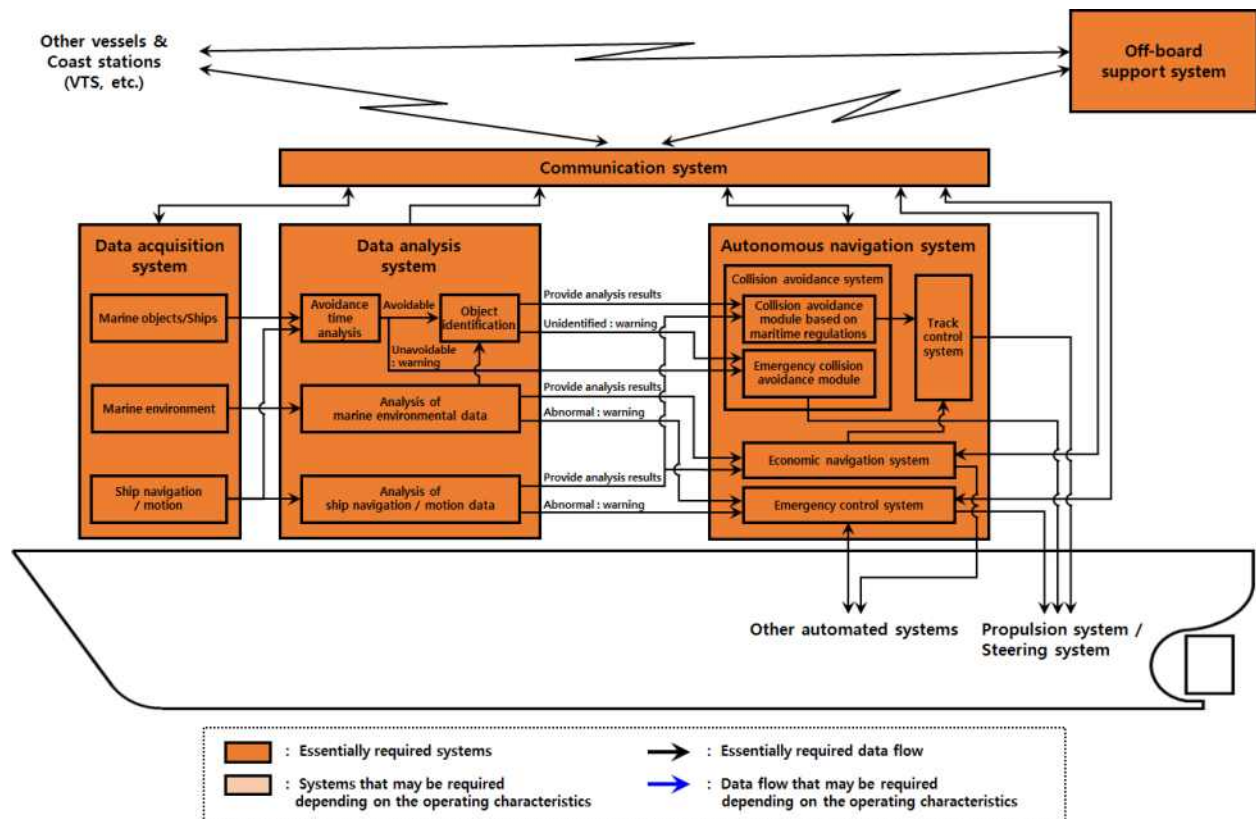 Other vessels &
Coast stations
(VTS, etc.)
Off-board
support system
Communication system
Data acquisition
system
Marine objects/Ships
Marine environment
Ship navigation
/ motion
Data analysis
system
Avoidance
time
analysis
Avoidable
Object
identification
Unavoidable
: warning
Analysis of
marine environmental data
Analysis of
ship navigation / motion data
Provide analysis results
Unidentified : warning
Provide analysis results
Abnormal : warning
Provide analysis results
Abnormal : warning
Autonomous navigation system
Collision avoidance system
Collision avoidance
module based on
maritime regulations
Emergency collision
avoidance module
Track
control
system
Economic navigation system
Emergency control system
Other automated systems
Propulsion system /
Steering system
: Essentially required systems
: Systems that may be required
depending on the operating characteristics
: Essentially required data flow
: Data flow that may be required
depending on the operating characteristics